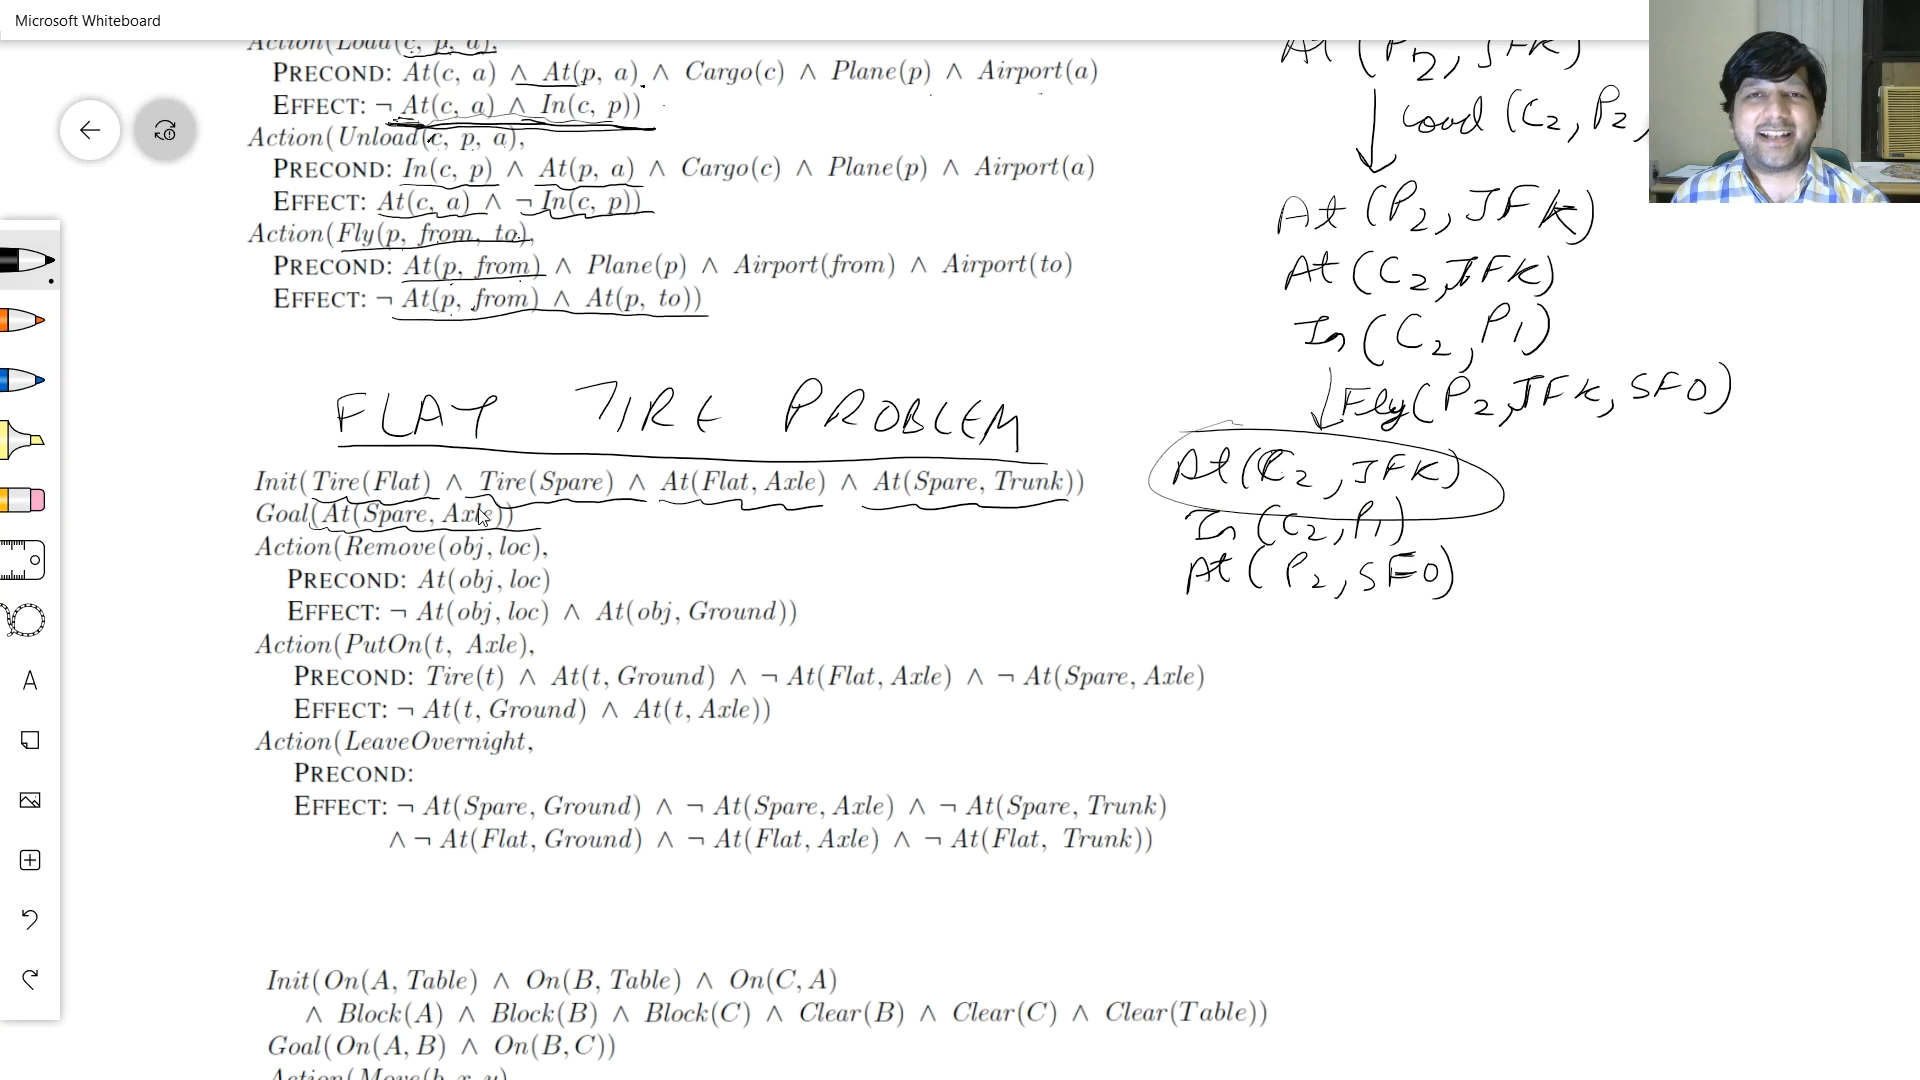 Microsoft Whiteboard
Action(Load(c, p, a),
PRECOND: At(c, a) ∧ At(p, a) ∧ Cargo(c) ∧ Plane(p) ∧ Airport(a)
EFFECT: ¬ At(c, a) ∧ In(c, p))
Action(Unload(c, p, a),
PRECOND: In(c, p) ∧ At(p, a) ∧ Cargo(c) ∧ Plane(p) ∧ Airport(a)
EFFECT: At(c, a) ∧ ¬ In(c, p))
Action(Fly(p, from, to),
PRECOND: At(p, from) ∧ Plane(p) ∧ Airport(from) ∧ Airport(to)
EFFECT: ¬ At(p, from) ∧ At(p, to))
FLAT TIRE PROBLEM
Init(Tire(Flat) ∧ Tire(Spare) ∧ At(Flat, Axle) ∧ At(Spare, Trunk))
Goal(At(Spare, Axle))
Action(Remove(obj, loc),
PRECOND: At(obj, loc)
EFFECT: ¬ At(obj, loc) ∧ At(obj, Ground))
Action(PutOn(t, Axle),
PRECOND: Tire(t) ∧ At(t, Ground) ∧ ¬ At(Flat, Axle) ∧ ¬ At(Spare, Axle)
EFFECT: ¬ At(t, Ground) ∧ At(t, Axle))
Action(LeaveOvernight,
PRECOND:
EFFECT: ¬ At(Spare, Ground) ∧ ¬ At(Spare, Axle) ∧ ¬ At(Spare, Trunk)
∧ ¬ At(Flat, Ground) ∧ ¬ At(Flat, Axle) ∧ ¬ At(Flat, Trunk))
Init(On(A, Table) ∧ On(B, Table) ∧ On(C, A)
∧ Block(A) ∧ Block(B) ∧ Block(C) ∧ Clear(B) ∧ Clear(C) ∧ Clear(Table))
Goal(On(A, B) ∧ On(B, C))
Action(Move(b, x, y)
At (P2, JFK)
Load (C2, P2,
At (P2, JFK)
At (C2, JFK)
In (C2, P1)
Fly (P2, JFK, SFO)
At (C2, JFK)
In (C2, P1)
At (P2, SFO)
A